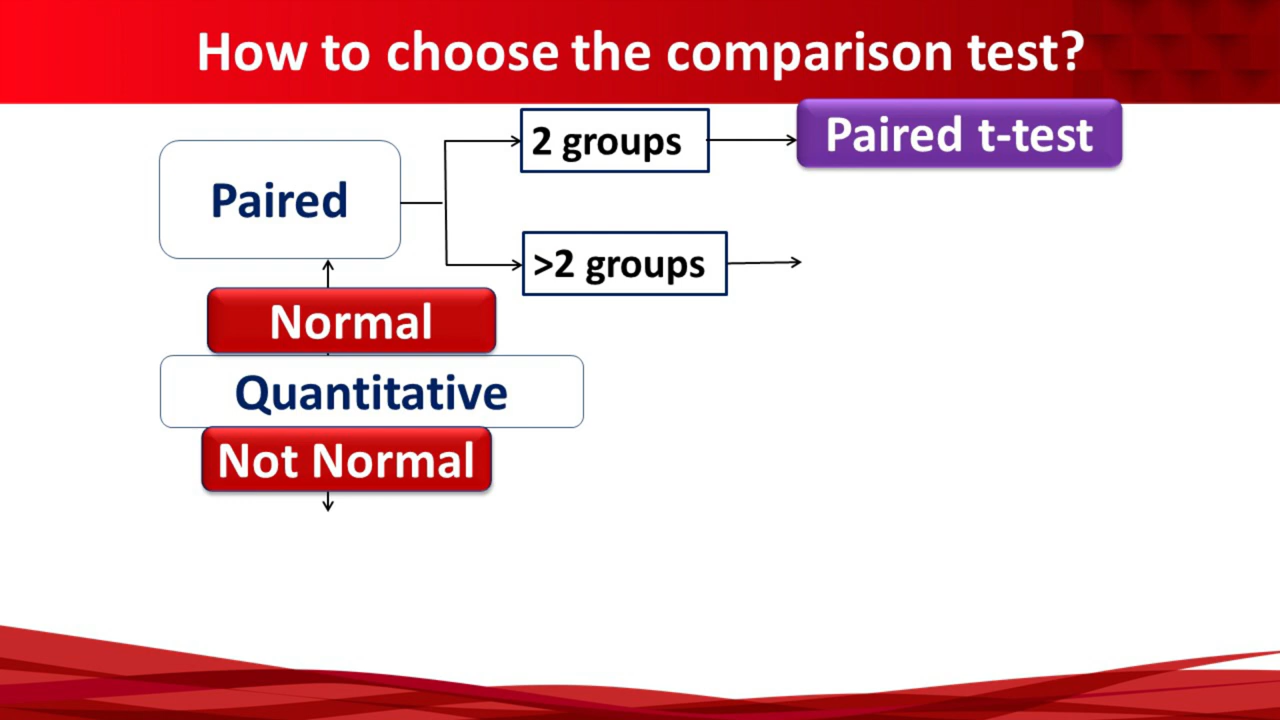 How to choose the comparison test?
2 groups
Paired t-test
Paired
>2 groups
Normal
Quantitative
Not Normal